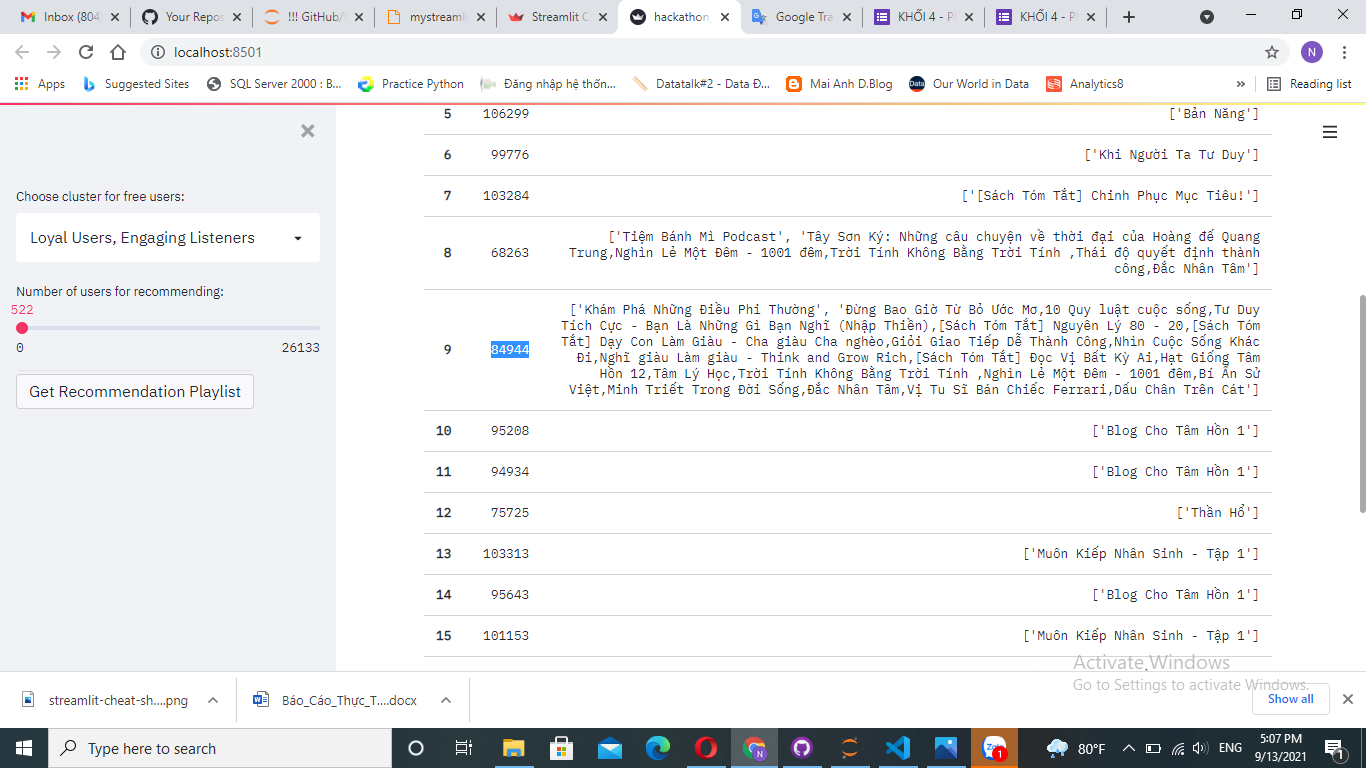 Inbox (804
Your Repos
!!! GitHub/
mystreamli
Streamlit C
hackathon_
Google Tra
KHỐI 4 - Pl
KHỐI 4 - Pl
localhost:8501
N
Apps
Suggested Sites
SQL Server 2000 : B...
Practice Python
Đăng nhập hệ thốn...
Datatalk#2 - Data Đ...
Mai Anh D.Blog
Data
Our World in Data
Analytics8
»
Reading list
Choose cluster for free users:
Loyal Users, Engaging Listeners
Number of users for recommending:
522
0 26133
Get Recommendation Playlist
5 106299 ['Bản Năng']
6 99776 ['Khi Người Ta Tư Duy']
7 103284 ['[Sách Tóm Tắt] Chinh Phục Mục Tiêu!']
8 68263 ['Tiệm Bánh Mì Podcast', 'Tây Sơn Ký: Những câu chuyện về thời đại của Hoàng đế Quang
Trung,Nghìn Lẻ Một Đêm - 1001 đêm,Trời Tính Không Bằng Trời Tính ,Thái độ quyết định thành
công,Đắc Nhân Tâm']
9 84944 ['Khám Phá Những Điều Phi Thường', 'Đừng Bao Giờ Từ Bỏ Ước Mơ,10 Quy luật cuộc sống,Tư Duy
Tích Cực - Bạn Là Những Gì Bạn Nghĩ (Nhập Thiền),[Sách Tóm Tắt] Nguyên Lý 80 - 20,[Sách Tóm
Tắt] Dạy Con Làm Giàu - Cha giàu Cha nghèo,Giỏi Giao Tiếp Dễ Thành Công,Nhìn Cuộc Sống Khác
Đi,Nghĩ giàu Làm giàu - Think and Grow Rich,[Sách Tóm Tắt] Đọc Vị Bất Kỳ Ai,Hạt Giống Tâm
Hồn 12,Tâm Lý Học,Trời Tính Không Bằng Trời Tính ,Nghìn Lẻ Một Đêm - 1001 đêm,Bí Ẩn Sử
Việt,Minh Triết Trong Đời Sống,Đắc Nhân Tâm,Vị Tu Sĩ Bán Chiếc Ferrari,Dấu Chân Trên Cát']
10 95208 ['Blog Cho Tâm Hồn 1']
11 94934 ['Blog Cho Tâm Hồn 1']
12 75725 ['Thần Hổ']
13 103313 ['Muôn Kiếp Nhân Sinh - Tập 1']
14 95643 ['Blog Cho Tâm Hồn 1']
15 101153 ['Muôn Kiếp Nhân Sinh - Tập 1']
Activate Windows
Go to Settings to activate Windows.
streamlit-cheat-sh....png
Báo_Cáo_Thực_T....docx
Show all
Type here to search
N
Zalo
1
80°F
ENG
5:07 PM
9/13/2021
1